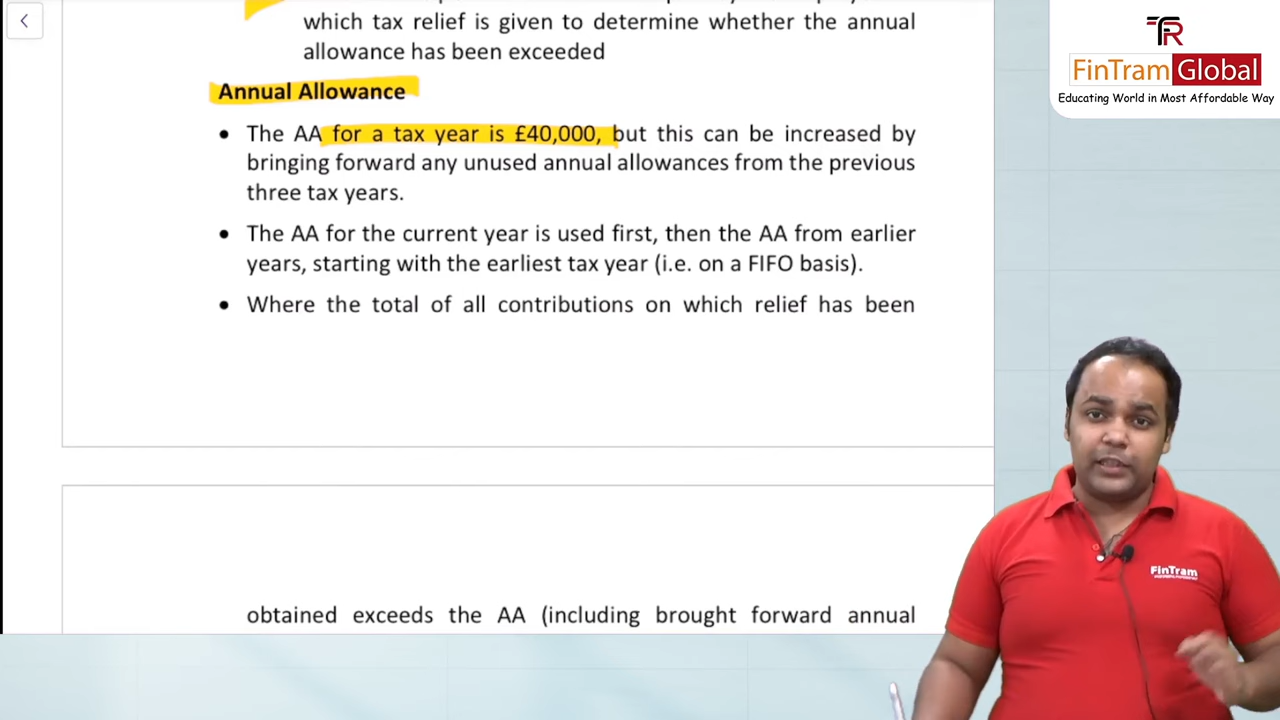 which tax relief is given to determine whether the annual
allowance has been exceeded
Annual Allowance
• The AA for a tax year is £40,000, but this can be increased by
bringing forward any unused annual allowances from the previous
three tax years.
• The AA for the current year is used first, then the AA from earlier
years, starting with the earliest tax year (i.e. on a FIFO basis).
• Where the total of all contributions on which relief has been
obtained exceeds the AA (including brought forward annual
FinTram Global
Educating World in Most Affordable Way
FinTram